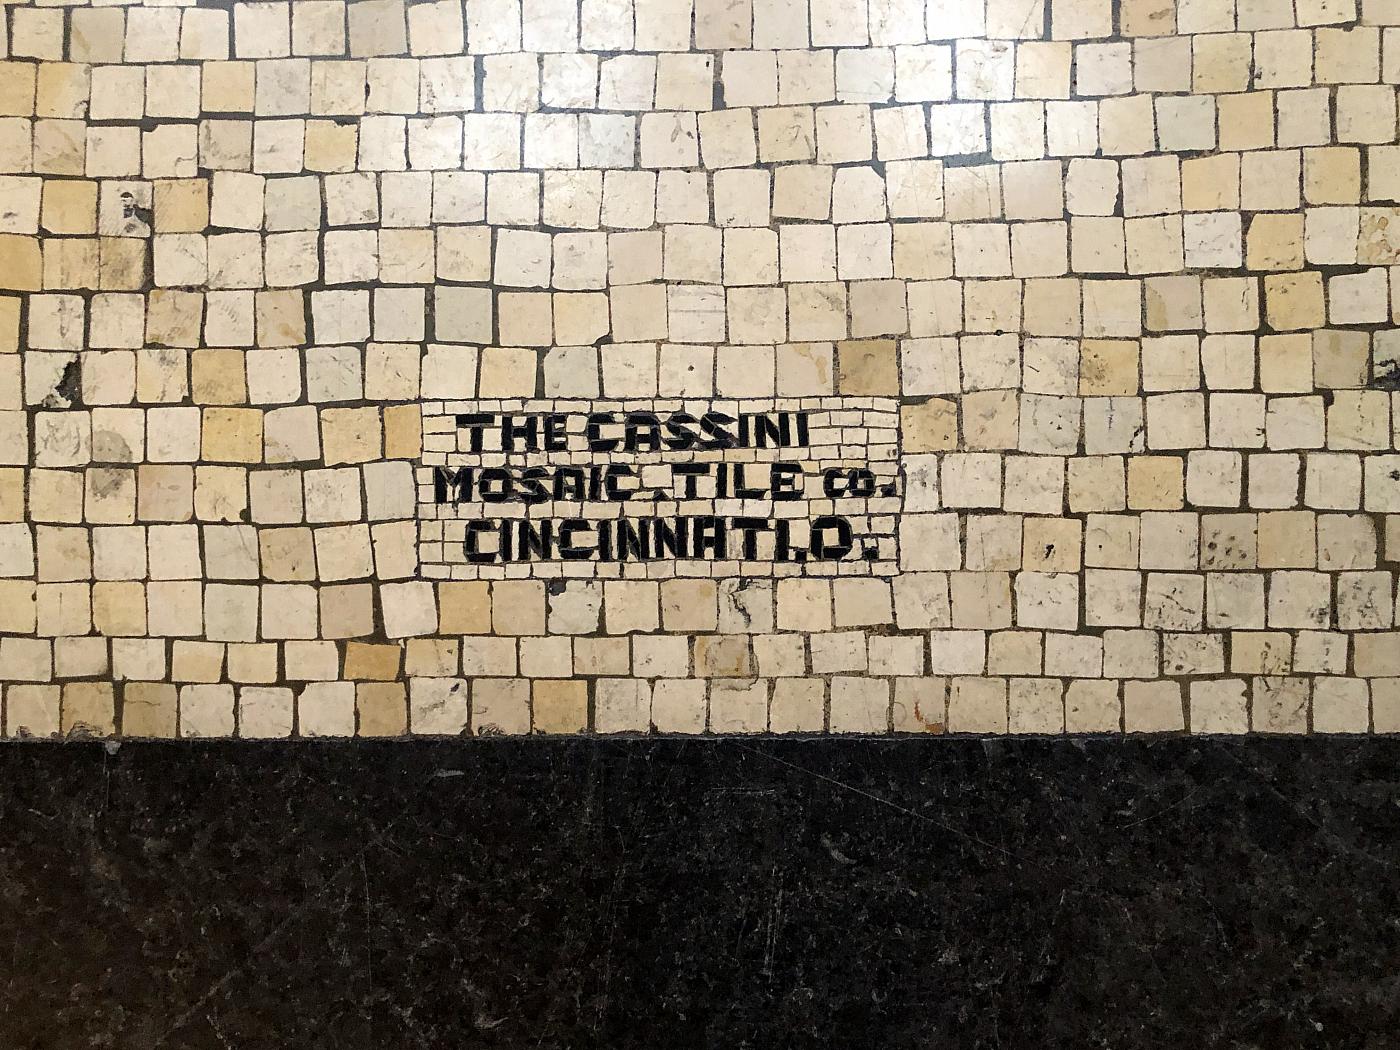 THE CASSINI
MOSAIC. TILE CO.
CINCINNATI.O.